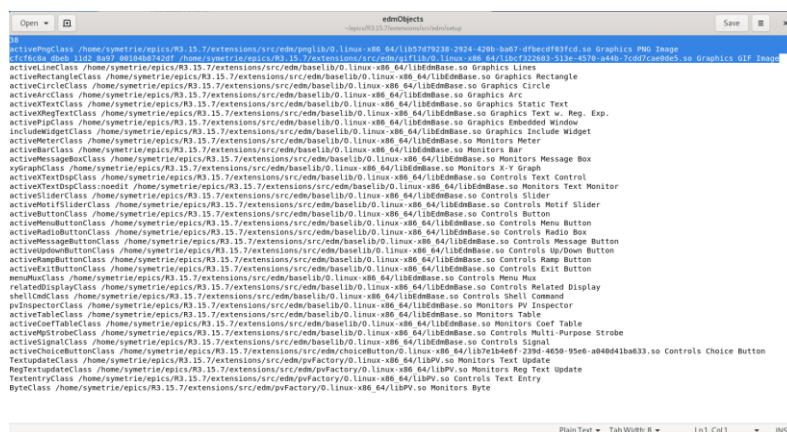 Open
edmObjects
~/epics/R3.15.7/extensions/src/edm/setup
Save
38
activePngClass /home/symetrie/epics/R3.15.7/extensions/src/edm/pnglib/O.linux-x86_64/lib57d79238-2924-420b-ba67-dfbecdf03fcd.so Graphics PNG Image
cfcf6c8a_dbeb_11d2_8a97_00104b8742df /home/symetrie/epics/R3.15.7/extensions/src/edm/giflib/O.linux-x86_64/libcf322683-513e-4570-a44b-7cdd7cae0de5.so Graphics GIF Image
activeLineClass /home/symetrie/epics/R3.15.7/extensions/src/edm/baselib/O.linux-x86_64/libEdmBase.so Graphics Lines
activeRectangleClass /home/symetrie/epics/R3.15.7/extensions/src/edm/baselib/O.linux-x86_64/libEdmBase.so Graphics Rectangle
activeCircleClass /home/symetrie/epics/R3.15.7/extensions/src/edm/baselib/O.linux-x86_64/libEdmBase.so Graphics Circle
activeArcClass /home/symetrie/epics/R3.15.7/extensions/src/edm/baselib/O.linux-x86_64/libEdmBase.so Graphics Arc
activeXTextClass /home/symetrie/epics/R3.15.7/extensions/src/edm/baselib/O.linux-x86_64/libEdmBase.so Graphics Static Text
activeXRegTextClass /home/symetrie/epics/R3.15.7/extensions/src/edm/baselib/O.linux-x86_64/libEdmBase.so Graphics Text w. Reg. Exp.
activePipClass /home/symetrie/epics/R3.15.7/extensions/src/edm/baselib/O.linux-x86_64/libEdmBase.so Graphics Embedded Window
includeWidgetClass /home/symetrie/epics/R3.15.7/extensions/src/edm/baselib/O.linux-x86_64/libEdmBase.so Graphics Include Widget
activeMeterClass /home/symetrie/epics/R3.15.7/extensions/src/edm/baselib/O.linux-x86_64/libEdmBase.so Monitors Meter
activeBarClass /home/symetrie/epics/R3.15.7/extensions/src/edm/baselib/O.linux-x86_64/libEdmBase.so Monitors Bar
activeMessageBoxClass /home/symetrie/epics/R3.15.7/extensions/src/edm/baselib/O.linux-x86_64/libEdmBase.so Monitors Message Box
xyGraphClass /home/symetrie/epics/R3.15.7/extensions/src/edm/baselib/O.linux-x86_64/libEdmBase.so Monitors X-Y Graph
activeXTextDspClass /home/symetrie/epics/R3.15.7/extensions/src/edm/baselib/O.linux-x86_64/libEdmBase.so Controls Text Control
activeXTextDspClass:noedit /home/symetrie/epics/R3.15.7/extensions/src/edm/baselib/O.linux-x86_64/libEdmBase.so Monitors Text Monitor
activeSliderClass /home/symetrie/epics/R3.15.7/extensions/src/edm/baselib/O.linux-x86_64/libEdmBase.so Controls Slider
activeMotifSliderClass /home/symetrie/epics/R3.15.7/extensions/src/edm/baselib/O.linux-x86_64/libEdmBase.so Controls Motif Slider
activeButtonClass /home/symetrie/epics/R3.15.7/extensions/src/edm/baselib/O.linux-x86_64/libEdmBase.so Controls Button
activeMenuButtonClass /home/symetrie/epics/R3.15.7/extensions/src/edm/baselib/O.linux-x86_64/libEdmBase.so Controls Menu Button
activeRadioButtonClass /home/symetrie/epics/R3.15.7/extensions/src/edm/baselib/O.linux-x86_64/libEdmBase.so Controls Radio Box
activeMessageButtonClass /home/symetrie/epics/R3.15.7/extensions/src/edm/baselib/O.linux-x86_64/libEdmBase.so Controls Message Button
activeUpdownButtonClass /home/symetrie/epics/R3.15.7/extensions/src/edm/baselib/O.linux-x86_64/libEdmBase.so Controls Up/Down Button
activeRampButtonClass /home/symetrie/epics/R3.15.7/extensions/src/edm/baselib/O.linux-x86_64/libEdmBase.so Controls Ramp Button
activeExitButtonClass /home/symetrie/epics/R3.15.7/extensions/src/edm/baselib/O.linux-x86_64/libEdmBase.so Controls Exit Button
menuMuxClass /home/symetrie/epics/R3.15.7/extensions/src/edm/baselib/O.linux-x86_64/libEdmBase.so Controls Menu Mux
relatedDisplayClass /home/symetrie/epics/R3.15.7/extensions/src/edm/baselib/O.linux-x86_64/libEdmBase.so Controls Related Display
shellCmdClass /home/symetrie/epics/R3.15.7/extensions/src/edm/baselib/O.linux-x86_64/libEdmBase.so Controls Shell Command
pvInspectorClass /home/symetrie/epics/R3.15.7/extensions/src/edm/baselib/O.linux-x86_64/libEdmBase.so Monitors PV Inspector
activeTableClass /home/symetrie/epics/R3.15.7/extensions/src/edm/baselib/O.linux-x86_64/libEdmBase.so Monitors Table
activeCoefTableClass /home/symetrie/epics/R3.15.7/extensions/src/edm/baselib/O.linux-x86_64/libEdmBase.so Monitors Coef Table
activeMpStrobeClass /home/symetrie/epics/R3.15.7/extensions/src/edm/baselib/O.linux-x86_64/libEdmBase.so Controls Multi-Purpose Strobe
activeSignalClass /home/symetrie/epics/R3.15.7/extensions/src/edm/baselib/O.linux-x86_64/libEdmBase.so Controls Signal
activeChoiceButtonClass /home/symetrie/epics/R3.15.7/extensions/src/edm/choiceButton/O.linux-x86_64/lib7e1b4e6f-239d-4650-95e6-a040d41ba633.so Controls Choice Button
TextupdateClass /home/symetrie/epics/R3.15.7/extensions/src/edm/pvFactory/O.linux-x86_64/libPV.so Monitors Text Update
RegTextupdateClass /home/symetrie/epics/R3.15.7/extensions/src/edm/pvFactory/O.linux-x86_64/libPV.so Monitors Reg Text Update
TextentryClass /home/symetrie/epics/R3.15.7/extensions/src/edm/pvFactory/O.linux-x86_64/libPV.so Controls Text Entry
ByteClass /home/symetrie/epics/R3.15.7/extensions/src/edm/pvFactory/O.linux-x86_64/libPV.so Monitors Byte
Plain Text Tab Width: 8 Ln 1, Col 1 INS